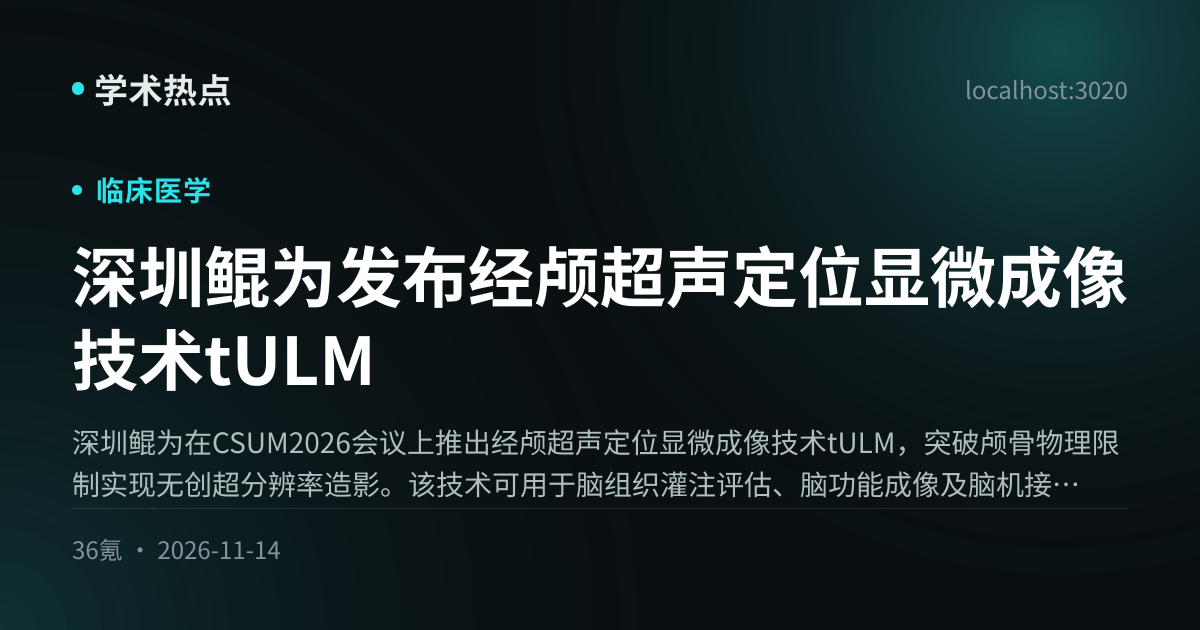 学术热点
localhost:3020
临床医学
深圳鲲为发布经颅超声定位显微成像
技术tULM
深圳鲲为在CSUM2026会议上推出经颅超声定位显微成像技术tULM，突破颅骨物理限
制实现无创超分辨率造影。该技术可用于脑组织灌注评估、脑功能成像及脑机接…
36氪 · 2026-11-14